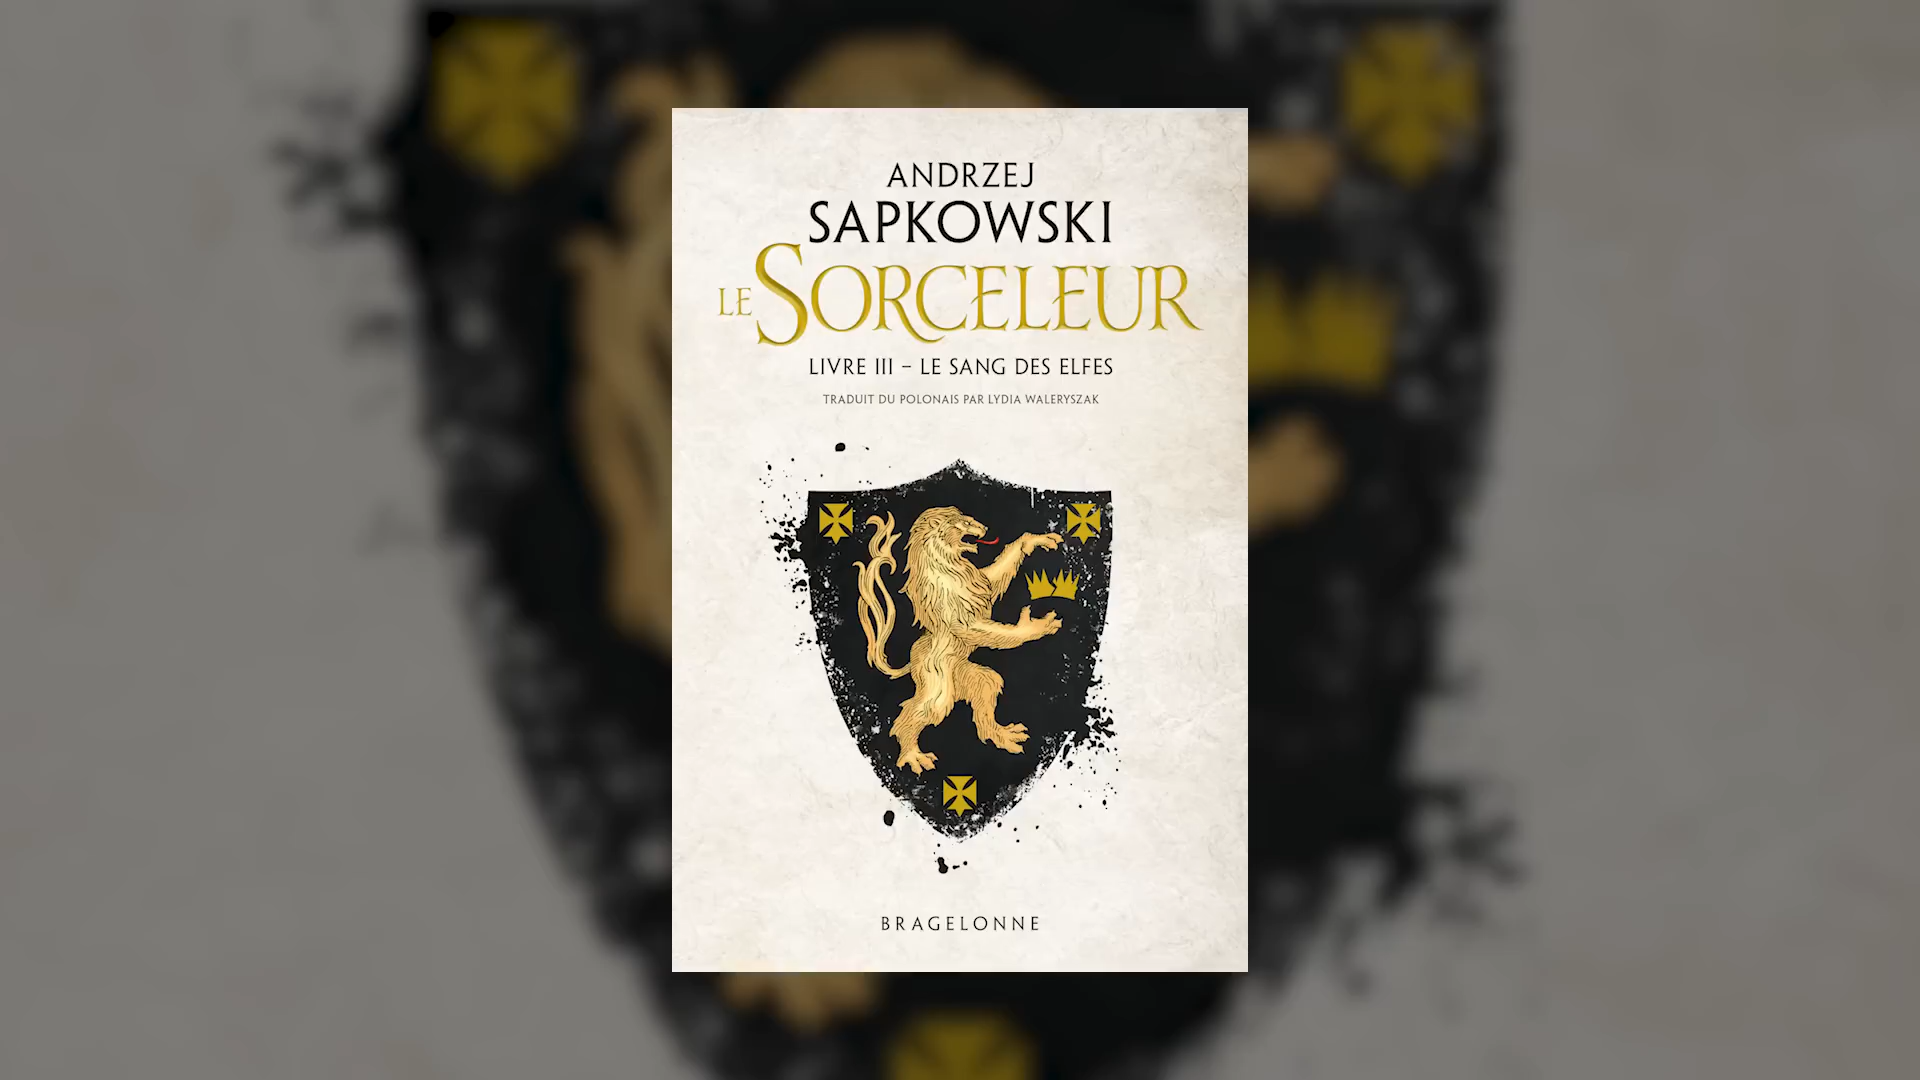 ANDRZEJ
SAPKOWSKI
LE SORCELEUR
LIVRE III – LE SANG DES ELFES
TRADUIT DU POLONAIS PAR LYDIA WALERYSZAK
BRAGELONNE